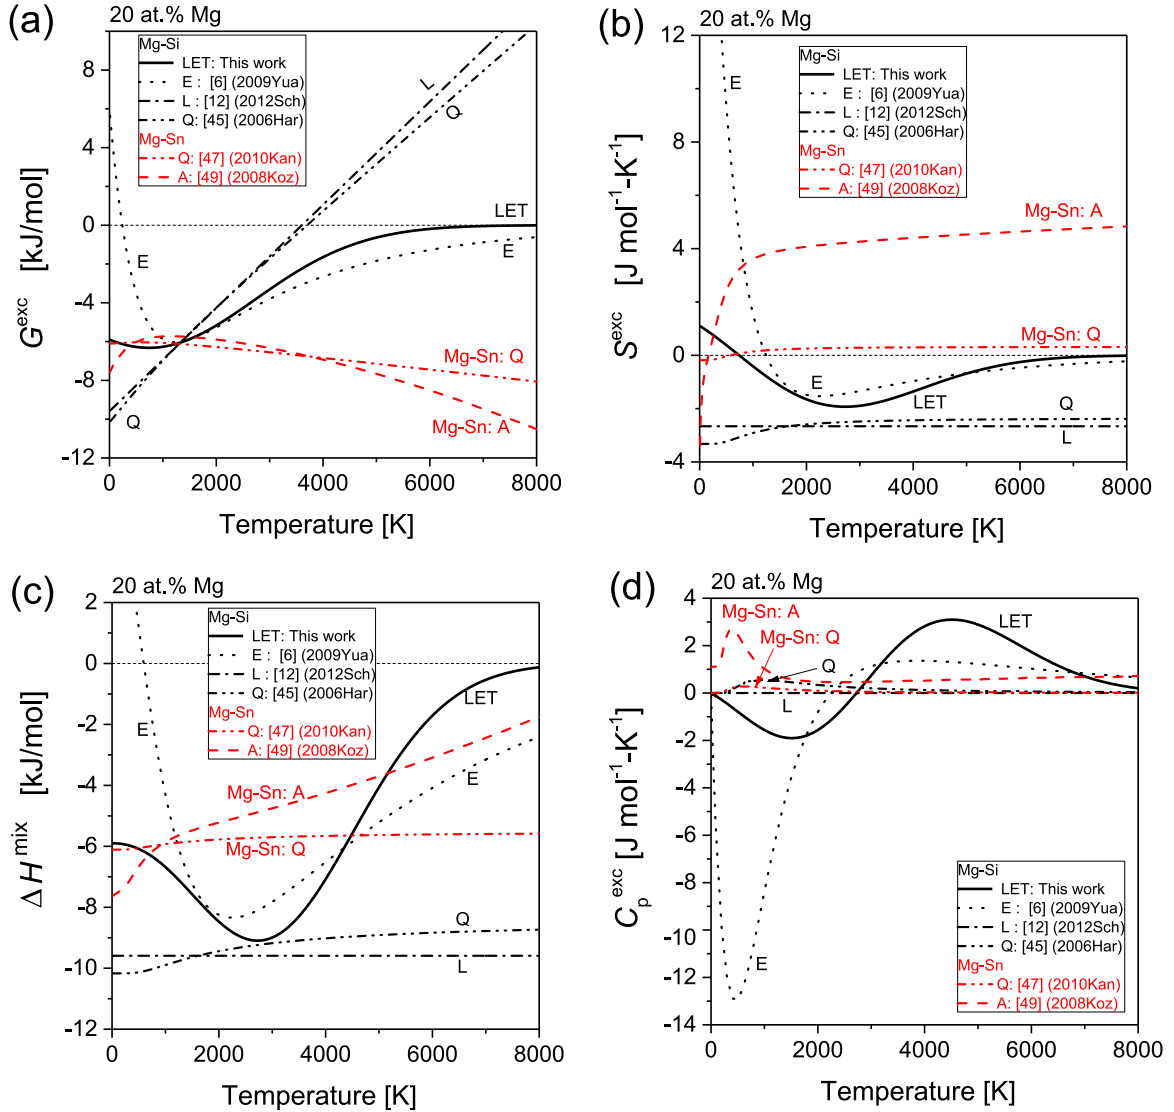 (a)
20 at.% Mg
Mg-Si
LET: This work
E : [6] (2009Yua)
L : [12] (2012Sch)
Q: [45] (2006Har)
Mg-Sn
Q: [47] (2010Kan)
A: [49] (2008Koz)
L
Q
LET
E
E
Mg-Sn: Q
Mg-Sn: A
Q
8
4
0
-4
-8
-12
G^exc [kJ/mol]
0 2000 4000 6000 8000
Temperature [K]
(b)
20 at.% Mg
Mg-Si
LET: This work
E : [6] (2009Yua)
L : [12] (2012Sch)
Q: [45] (2006Har)
Mg-Sn
Q: [47] (2010Kan)
A: [49] (2008Koz)
E
Mg-Sn: A
Mg-Sn: Q
E
LET
Q
L
12
8
4
0
-4
S^exc [J mol^-1-K^-1]
0 2000 4000 6000 8000
Temperature [K]
(c)
20 at.% Mg
Mg-Si
LET: This work
E : [6] (2009Yua)
L : [12] (2012Sch)
Q: [45] (2006Har)
Mg-Sn
Q: [47] (2010Kan)
A: [49] (2008Koz)
E
LET
Mg-Sn: A
E
Mg-Sn: Q
Q
L
2
0
-2
-4
-6
-8
-10
-12
Δ H^mix [kJ/mol]
0 2000 4000 6000 8000
Temperature [K]
(d)
20 at.% Mg
Mg-Sn: A
Mg-Sn: Q
Q
LET
L
E
Mg-Si
LET: This work
E : [6] (2009Yua)
L : [12] (2012Sch)
Q: [45] (2006Har)
Mg-Sn
Q: [47] (2010Kan)
A: [49] (2008Koz)
4
2
0
-2
-4
-6
-8
-10
-12
-14
C_p^exc [J mol^-1-K^-1]
0 2000 4000 6000 8000
Temperature [K]